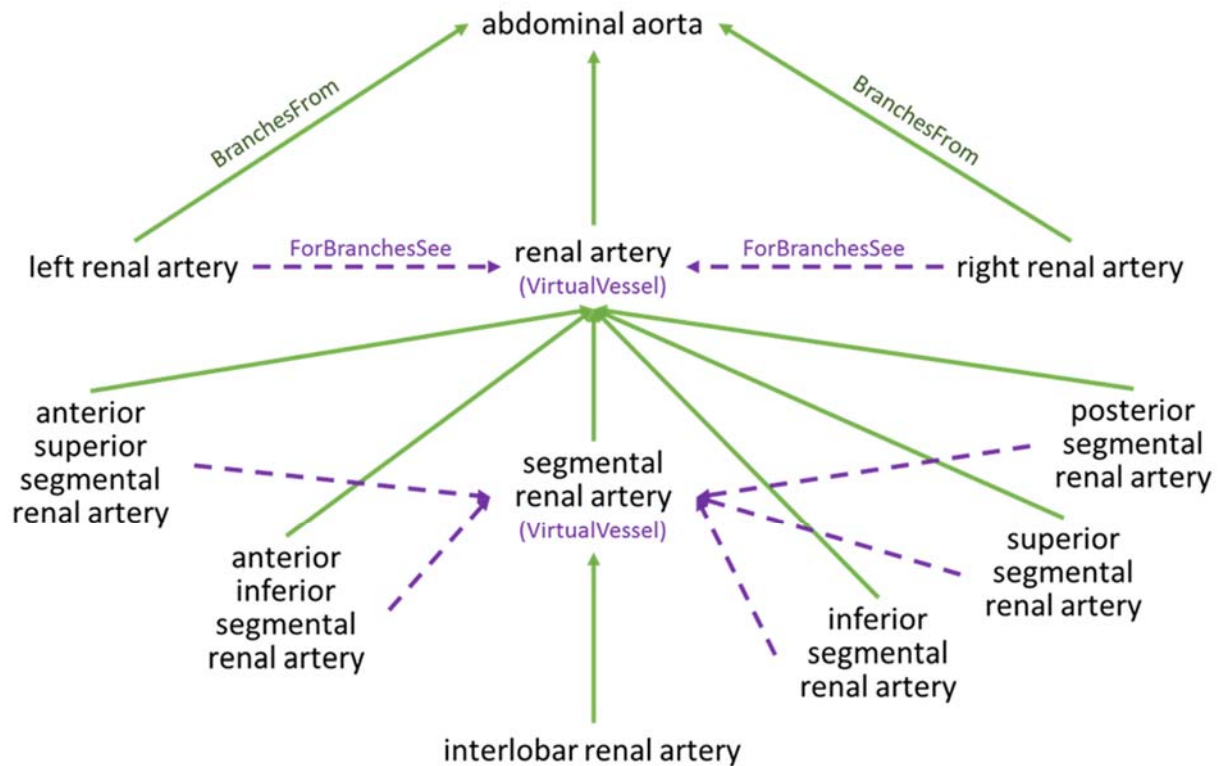 abdominal aorta
BranchesFrom
BranchesFrom
left renal artery
ForBranchesSee
renal artery
(VirtualVessel)
ForBranchesSee
right renal artery
anterior
superior
segmental
renal artery
anterior
inferior
segmental
renal artery
segmental
renal artery
(VirtualVessel)
inferior
segmental
renal artery
superior
segmental
renal artery
posterior
segmental
renal artery
interlobar renal artery